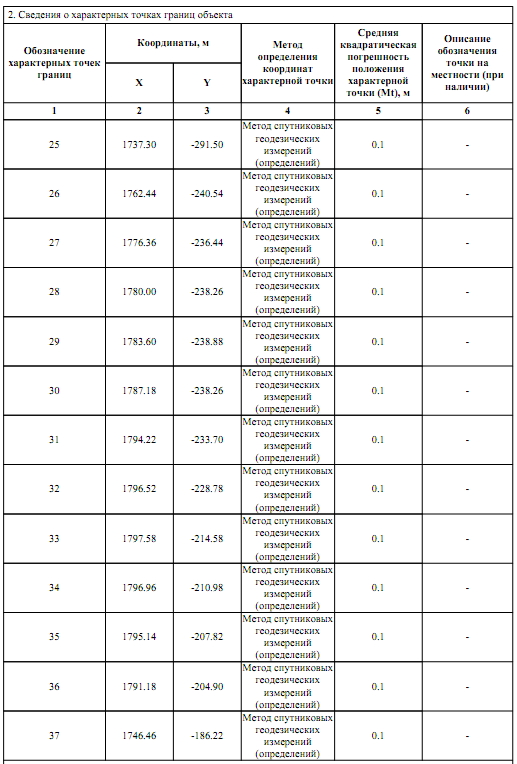 2. Сведения о характерных точках границ объекта
Обозначение
характерных точек
границ
Координаты, м
X
Y
Метод
определения
координат
характерной точки
Средняя
квадратическая
погрешность
положения
характерной
точки (Mt), м
Описание
обозначения
точки на
местности (при
наличии)
1 2 3 4 5 6
25 1737.30 -291.50 Метод спутниковых
геодезических
измерений
(определений) 0.1 -
26 1762.44 -240.54 Метод спутниковых
геодезических
измерений
(определений) 0.1 -
27 1776.36 -236.44 Метод спутниковых
геодезических
измерений
(определений) 0.1 -
28 1780.00 -238.26 Метод спутниковых
геодезических
измерений
(определений) 0.1 -
29 1783.60 -238.88 Метод спутниковых
геодезических
измерений
(определений) 0.1 -
30 1787.18 -238.26 Метод спутниковых
геодезических
измерений
(определений) 0.1 -
31 1794.22 -233.70 Метод спутниковых
геодезических
измерений
(определений) 0.1 -
32 1796.52 -228.78 Метод спутниковых
геодезических
измерений
(определений) 0.1 -
33 1797.58 -214.58 Метод спутниковых
геодезических
измерений
(определений) 0.1 -
34 1796.96 -210.98 Метод спутниковых
геодезических
измерений
(определений) 0.1 -
35 1795.14 -207.82 Метод спутниковых
геодезических
измерений
(определений) 0.1 -
36 1791.18 -204.90 Метод спутниковых
геодезических
измерений
(определений) 0.1 -
37 1746.46 -186.22 Метод спутниковых
геодезических
измерений
(определений) 0.1 -